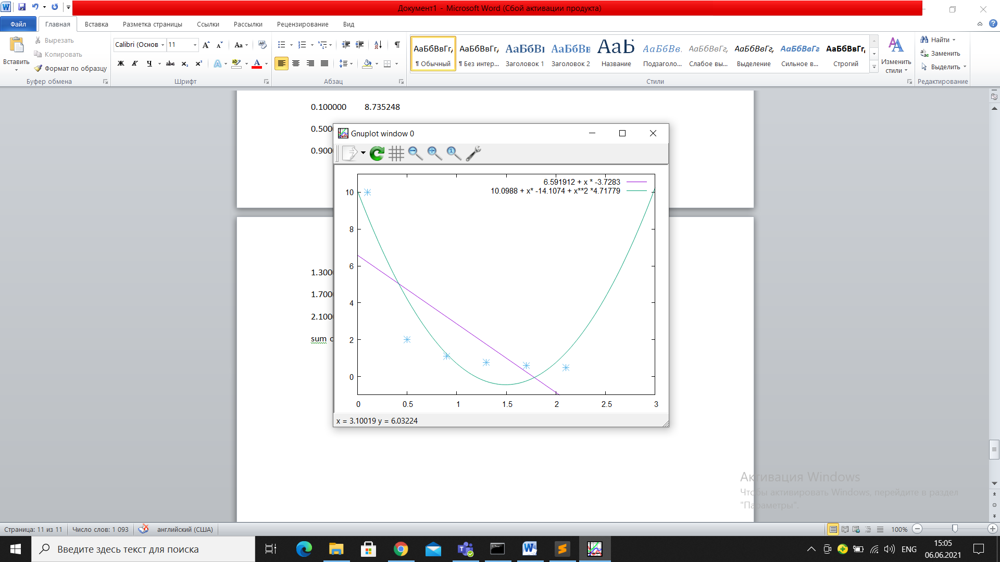 Документ1 - Microsoft Word (Сбой активации продукта)
Файл Главная Вставка Разметка страницы Ссылки Рассылки Рецензирование Вид
Вставить
Вырезать
Копировать
Формат по образцу
Буфер обмена
Calibri (Основ 11
Ж К Ч abc x₂ x²
Шрифт
Абзац
АаБбВвГг, АаБбВвГг, АаБбВı АаБбВв АаБ АаБбВв. АаБбВвГг, АаБбВвГг, АаБбВвГг АаБбВвГг,
¶ Обычный ¶ Без интер... Заголовок 1 Заголовок 2 Название Подзаголо... Слабое вы... Выделение Сильное в... Строгий
Стили
Изменить
стили
Найти
Заменить
Выделить
Редактирование
0.100000 8.735248
0.500
0.900
1.300
1.700
2.100
sum
Gnuplot window 0
6.591912 + x * -3.7283
10.0988 + x* -14.1074 + x**2 *4.71779
10
8
6
4
2
0
0 0.5 1 1.5 2 2.5 3
x = 3.10019 y = 6.03224
Активация Windows
Чтобы активировать Windows, перейдите в раздел
"Параметры".
Страница: 11 из 11 Число слов: 1 093 английский (США) 100%
Введите здесь текст для поиска
ENG
15:05
06.06.2021